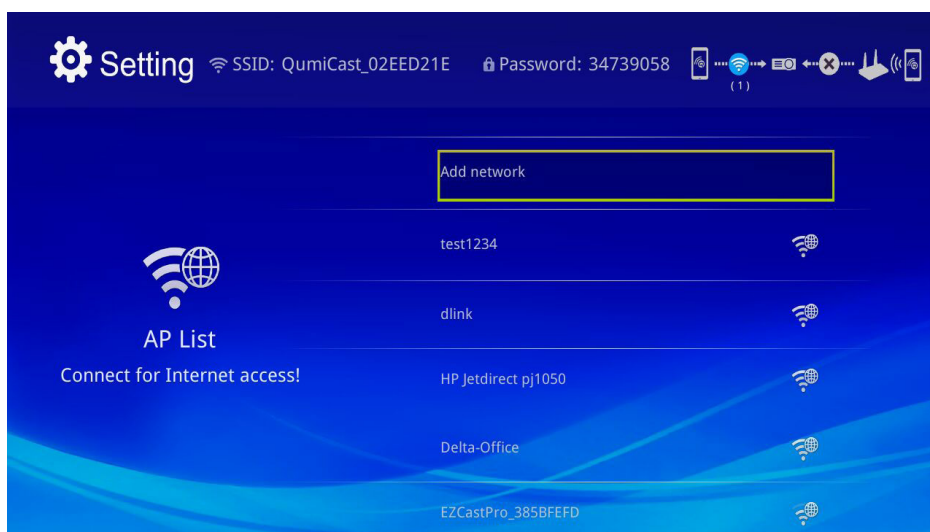 Setting SSID: QumiCast_02EED21E Password: 34739058
(1)
Add network
test1234
dlink
AP List
Connect for Internet access!
HP Jetdirect pj1050
Delta-Office
EZCastPro_385BFEFD